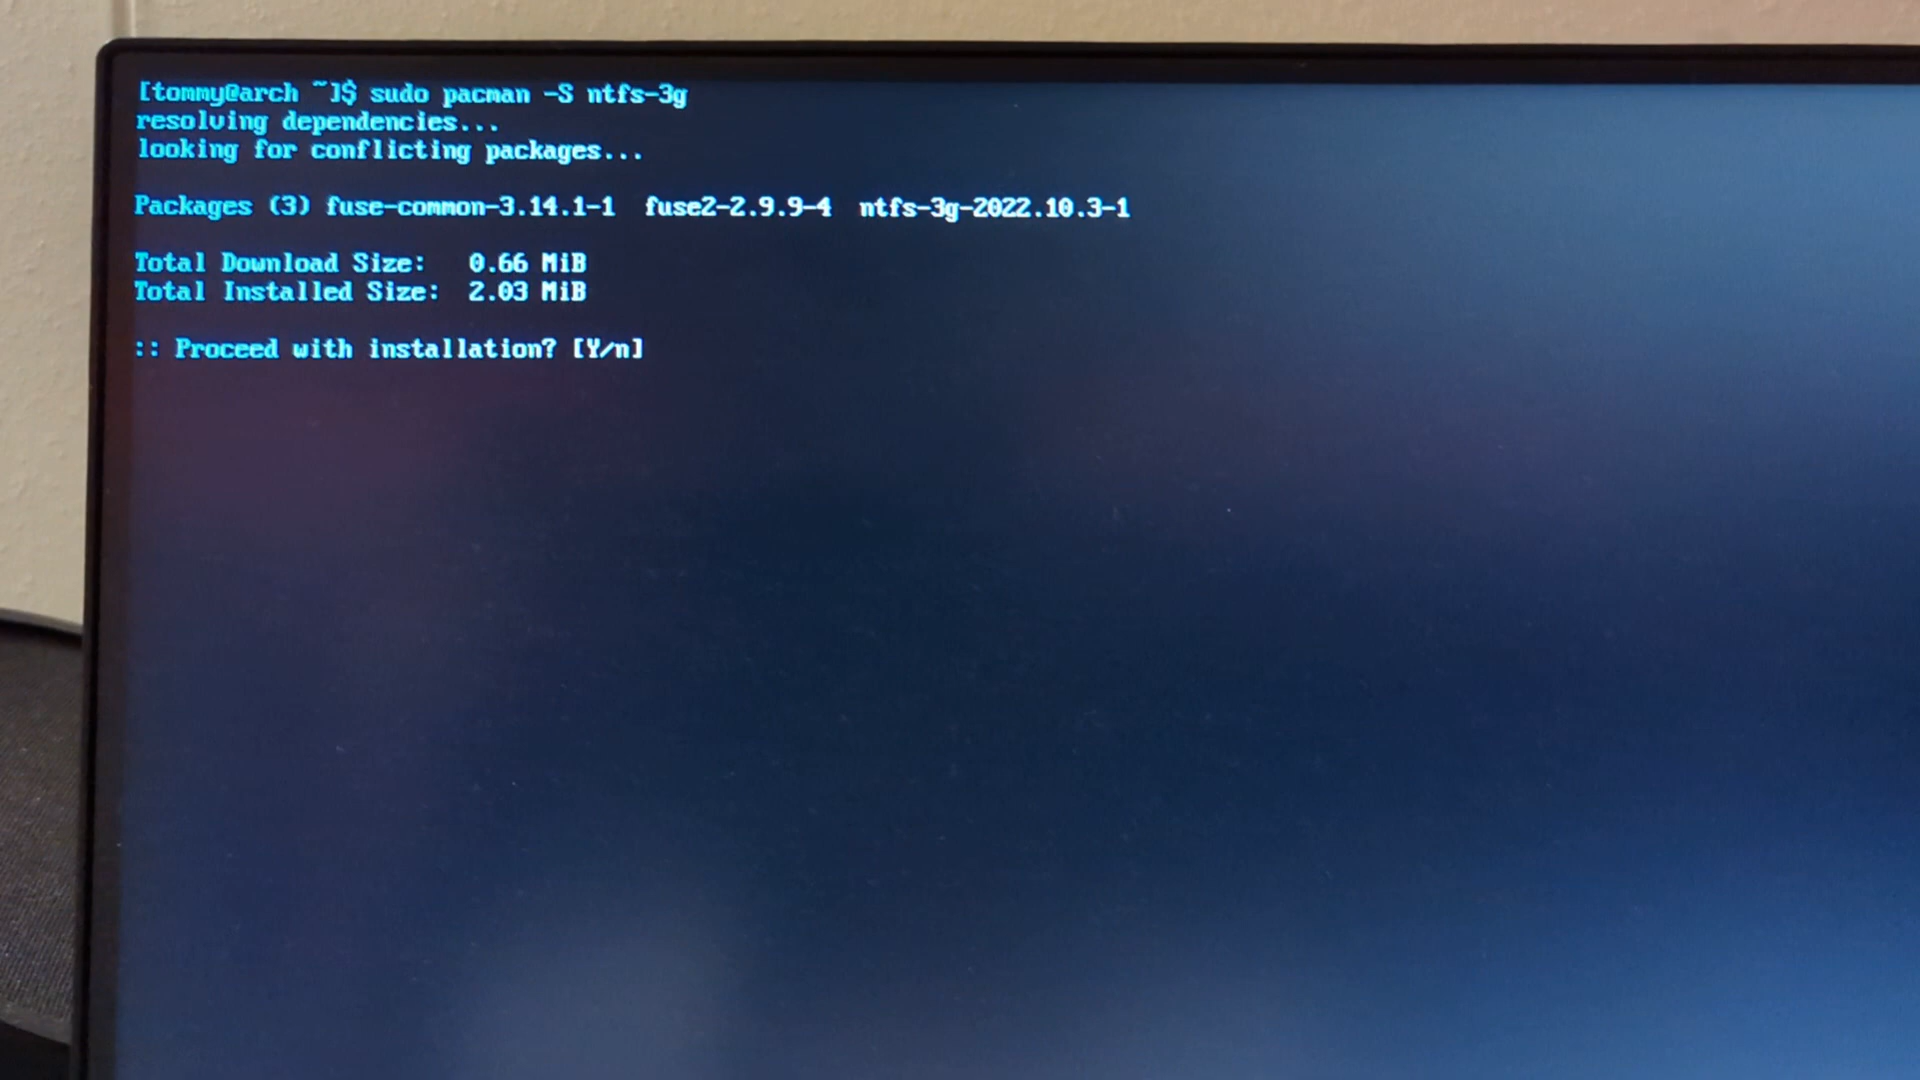 [tommy@arch ~]$ sudo pacman -S ntfs-3g
resolving dependencies...
looking for conflicting packages...
Packages (3) fuse-common-3.14.1-1  fuse2-2.9.9-4  ntfs-3g-2022.10.3-1
Total Download Size:   0.66 MiB
Total Installed Size:  2.03 MiB
:: Proceed with installation? [Y/n]